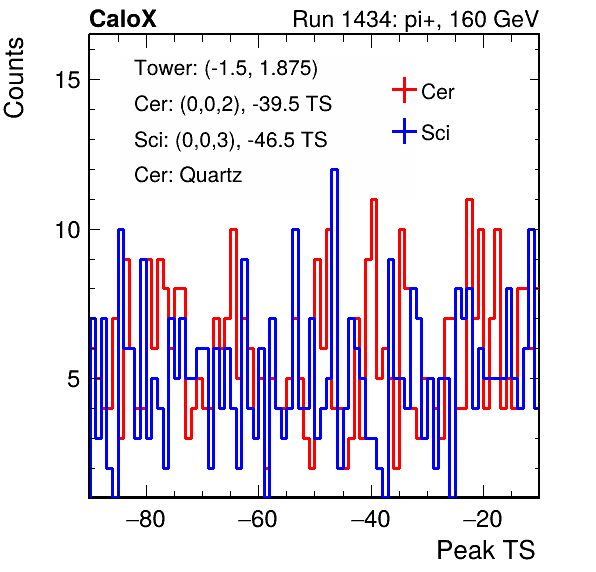 CaloX Run 1434: pi+, 160 GeV
Counts
Tower: (-1.5, 1.875)
Cer: (0,0,2), -39.5 TS
Sci: (0,0,3), -46.5 TS
Cer: Quartz
Cer
Sci
15
10
5
−80 −60 −40 −20
Peak TS